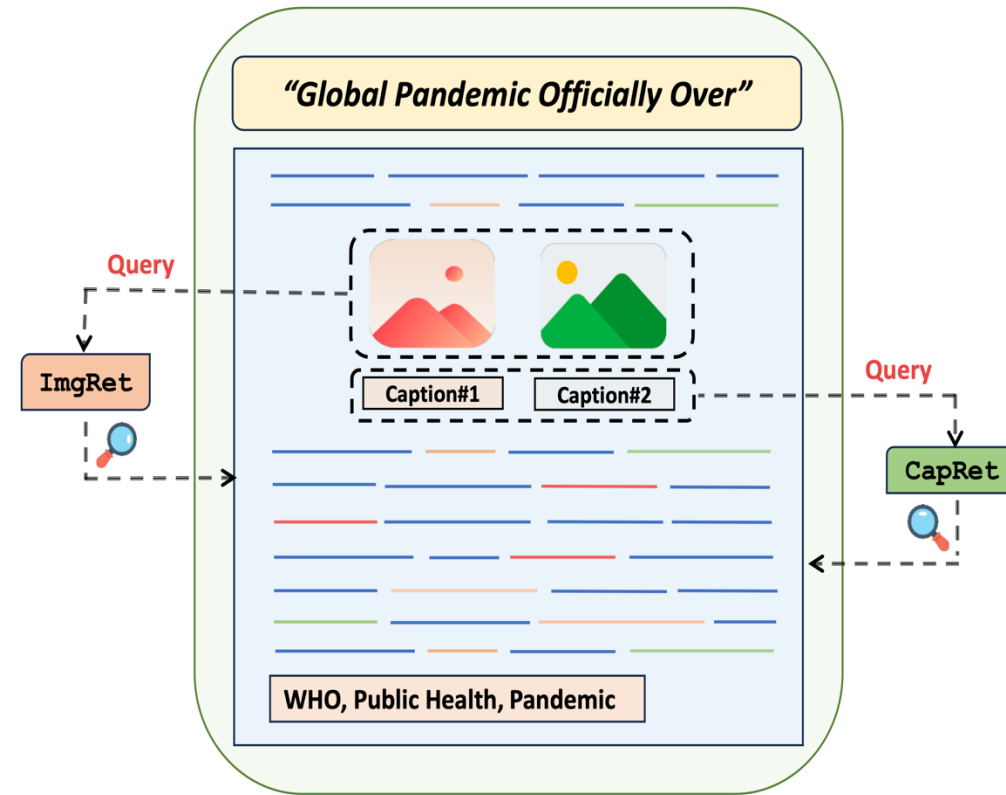 “Global Pandemic Officially Over”
Query
ImgRet
Caption#1
Caption#2
Query
CapRet
WHO, Public Health, Pandemic